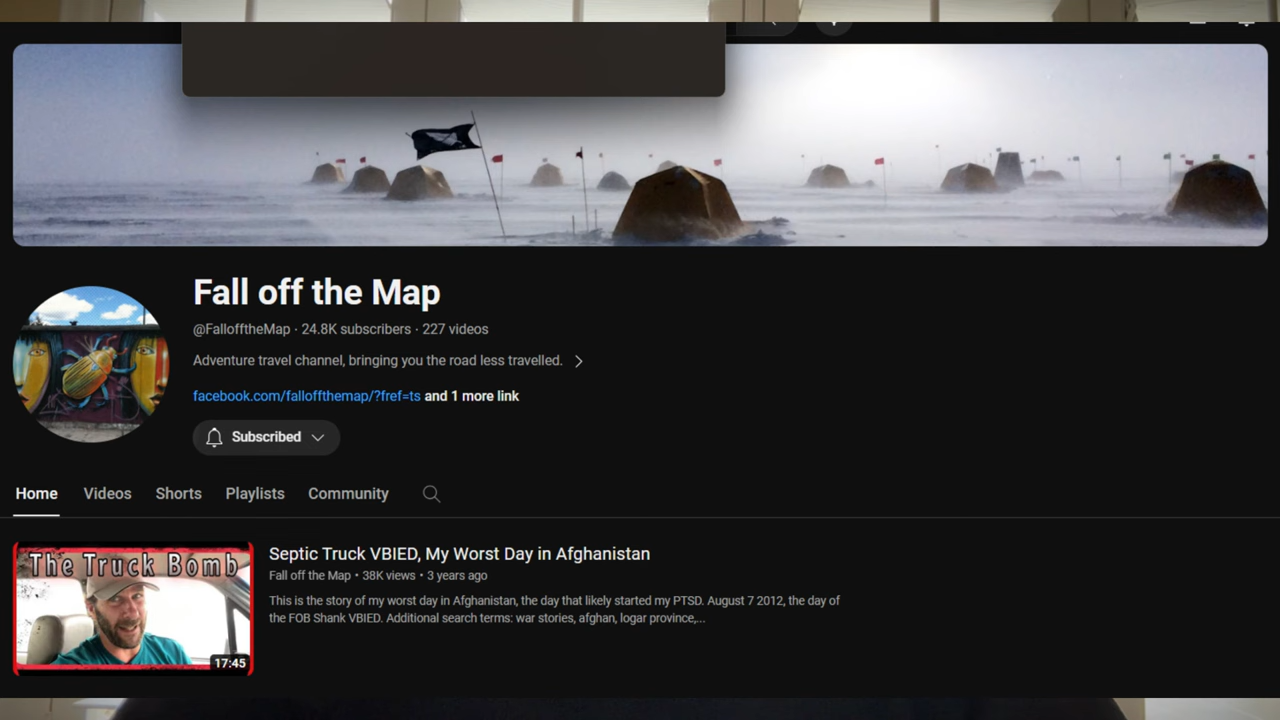 Fall off the Map
@FalloftheMap · 24.8K subscribers · 227 videos
Adventure travel channel, bringing you the road less travelled.
facebook.com/falloffthemap/?fref=ts and 1 more link
Subscribed
Home Videos Shorts Playlists Community
The Truck Bomb
17:45
Septic Truck VBIED, My Worst Day in Afghanistan
Fall off the Map • 38K views • 3 years ago
This is the story of my worst day in Afghanistan, the day that likely started my PTSD. August 7 2012, the day of
the FOB Shank VBIED. Additional search terms: war stories, afghan, logar province,...